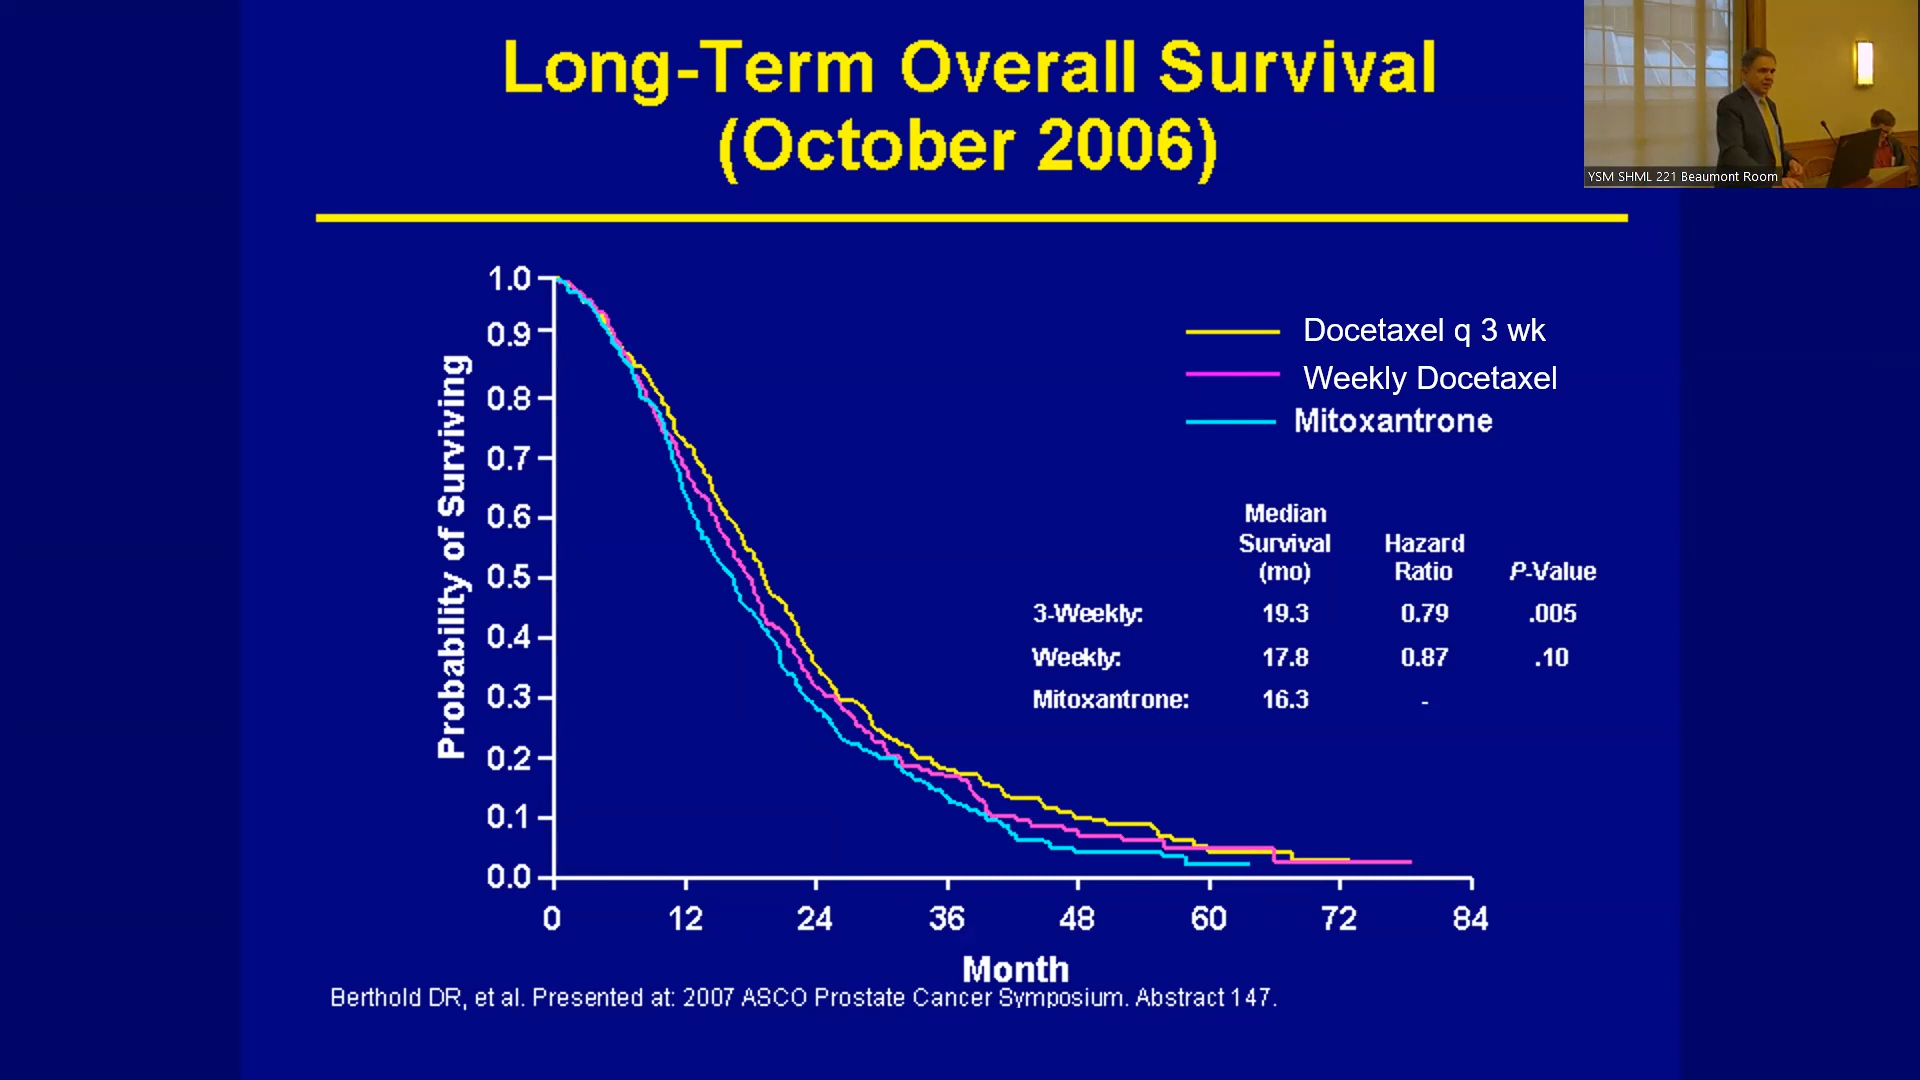 Long-Term Overall Survival
(October 2006)
YSM SHML 221 Beaumont Room
Probability of Surviving
1.0
0.9
0.8
0.7
0.6
0.5
0.4
0.3
0.2
0.1
0.0
0 12 24 36 48 60 72 84
Month
Docetaxel q 3 wk
Weekly Docetaxel
Mitoxantrone
Median
Survival Hazard
(mo) Ratio P-Value
3-Weekly: 19.3 0.79 .005
Weekly: 17.8 0.87 .10
Mitoxantrone: 16.3 -
Berthold DR, et al. Presented at: 2007 ASCO Prostate Cancer Symposium. Abstract 147.